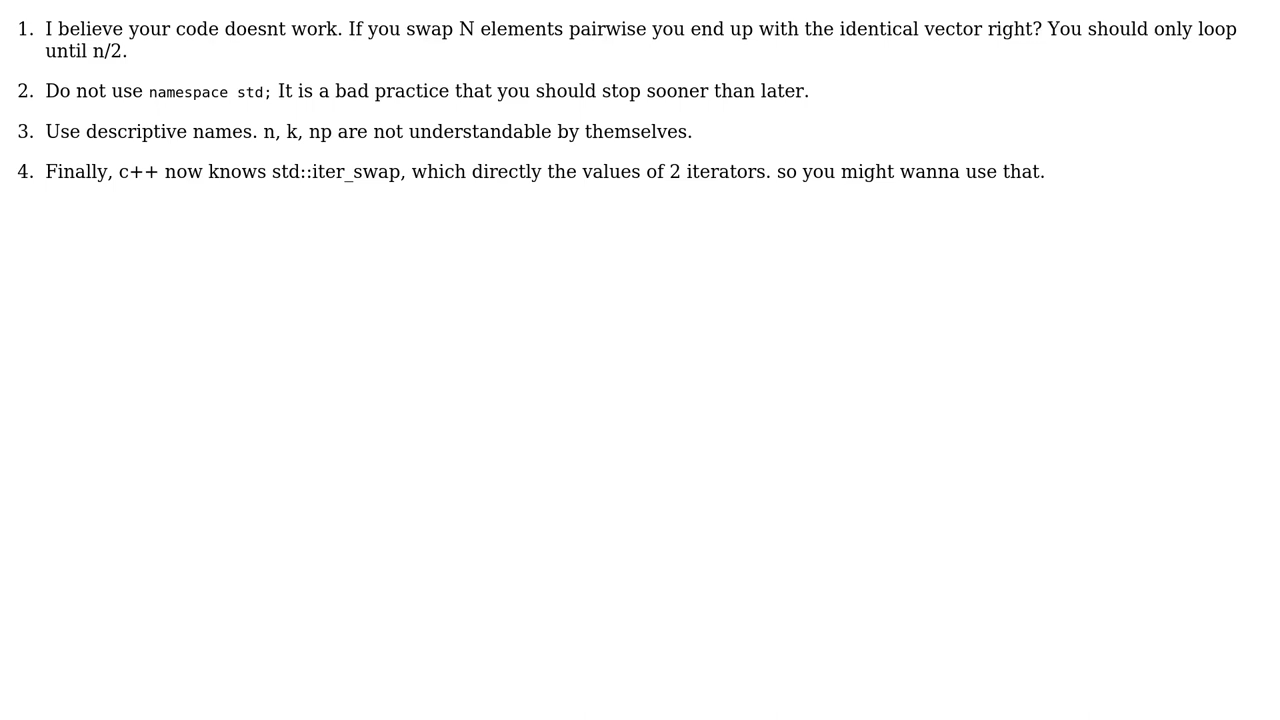 1. I believe your code doesnt work. If you swap N elements pairwise you end up with the identical vector right? You should only loop
until n/2.
2. Do not use namespace std; It is a bad practice that you should stop sooner than later.
3. Use descriptive names. n, k, np are not understandable by themselves.
4. Finally, c++ now knows std::iter_swap, which directly the values of 2 iterators. so you might wanna use that.